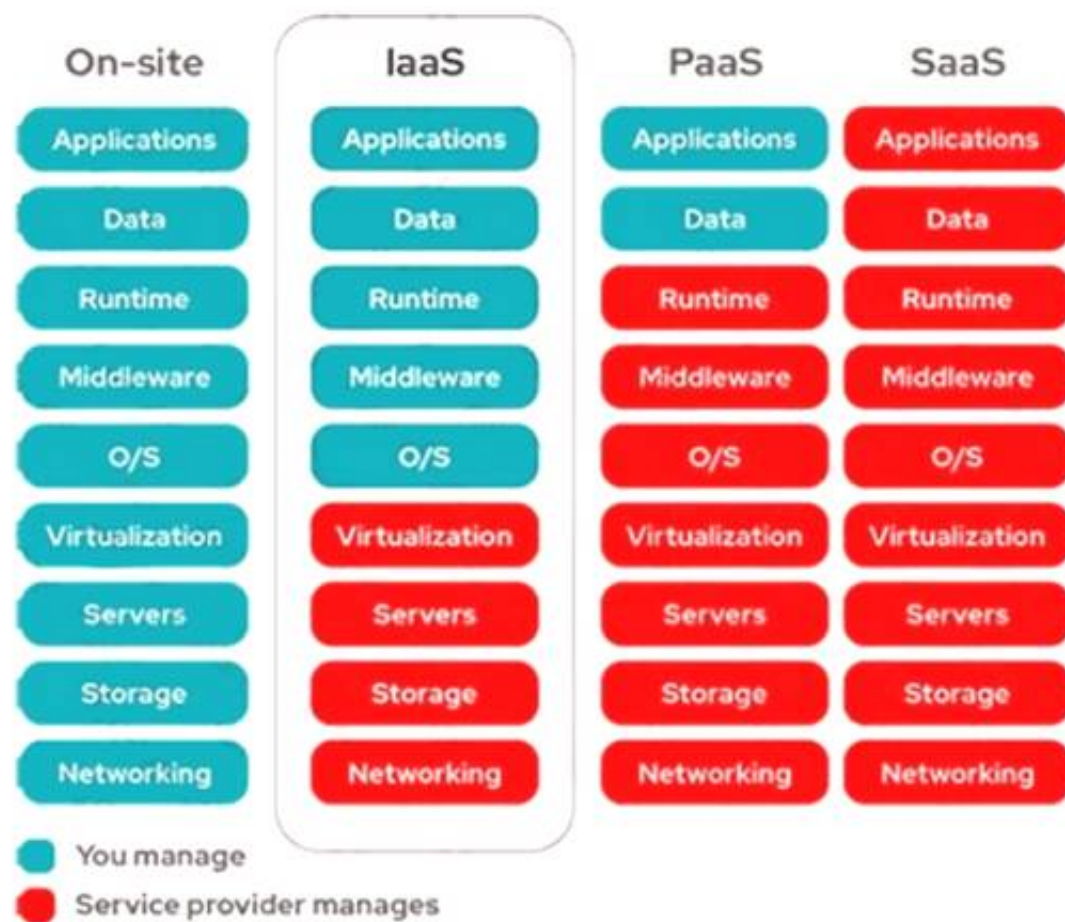 On-site IaaS PaaS SaaS
Applications Applications Applications Applications
Data Data Data Data
Runtime Runtime Runtime Runtime
Middleware Middleware Middleware Middleware
O/S O/S O/S O/S
Virtualization Virtualization Virtualization Virtualization
Servers Servers Servers Servers
Storage Storage Storage Storage
Networking Networking Networking Networking
You manage
Service provider manages